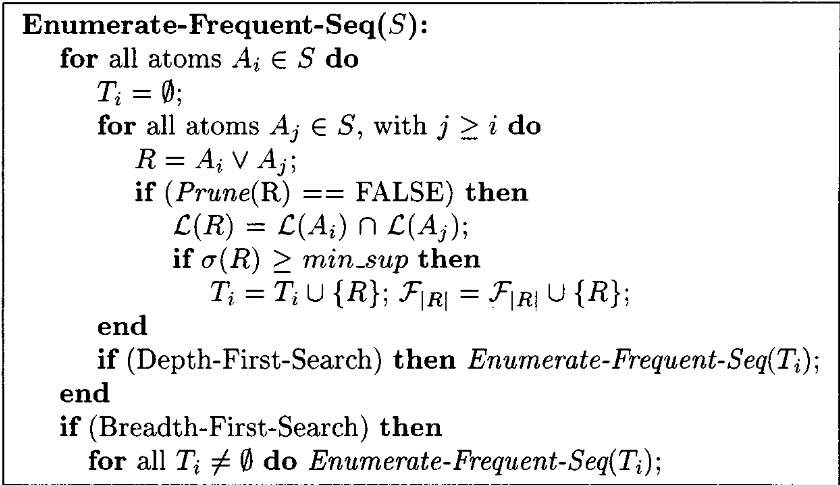 Enumerate-Frequent-Seq(S):
for all atoms A_i ∈ S do
T_i = ∅;
for all atoms A_j ∈ S, with j ≥ i do
R = A_i ∨ A_j;
if (Prune(R) == FALSE) then
ℒ(R) = ℒ(A_i) ∩ ℒ(A_j);
if σ(R) ≥ min_sup then
T_i = T_i ∪ {R}; ℱ_|R| = ℱ_|R| ∪ {R};
end
if (Depth-First-Search) then Enumerate-Frequent-Seq(T_i);
end
if (Breadth-First-Search) then
for all T_i ≠ ∅ do Enumerate-Frequent-Seq(T_i);